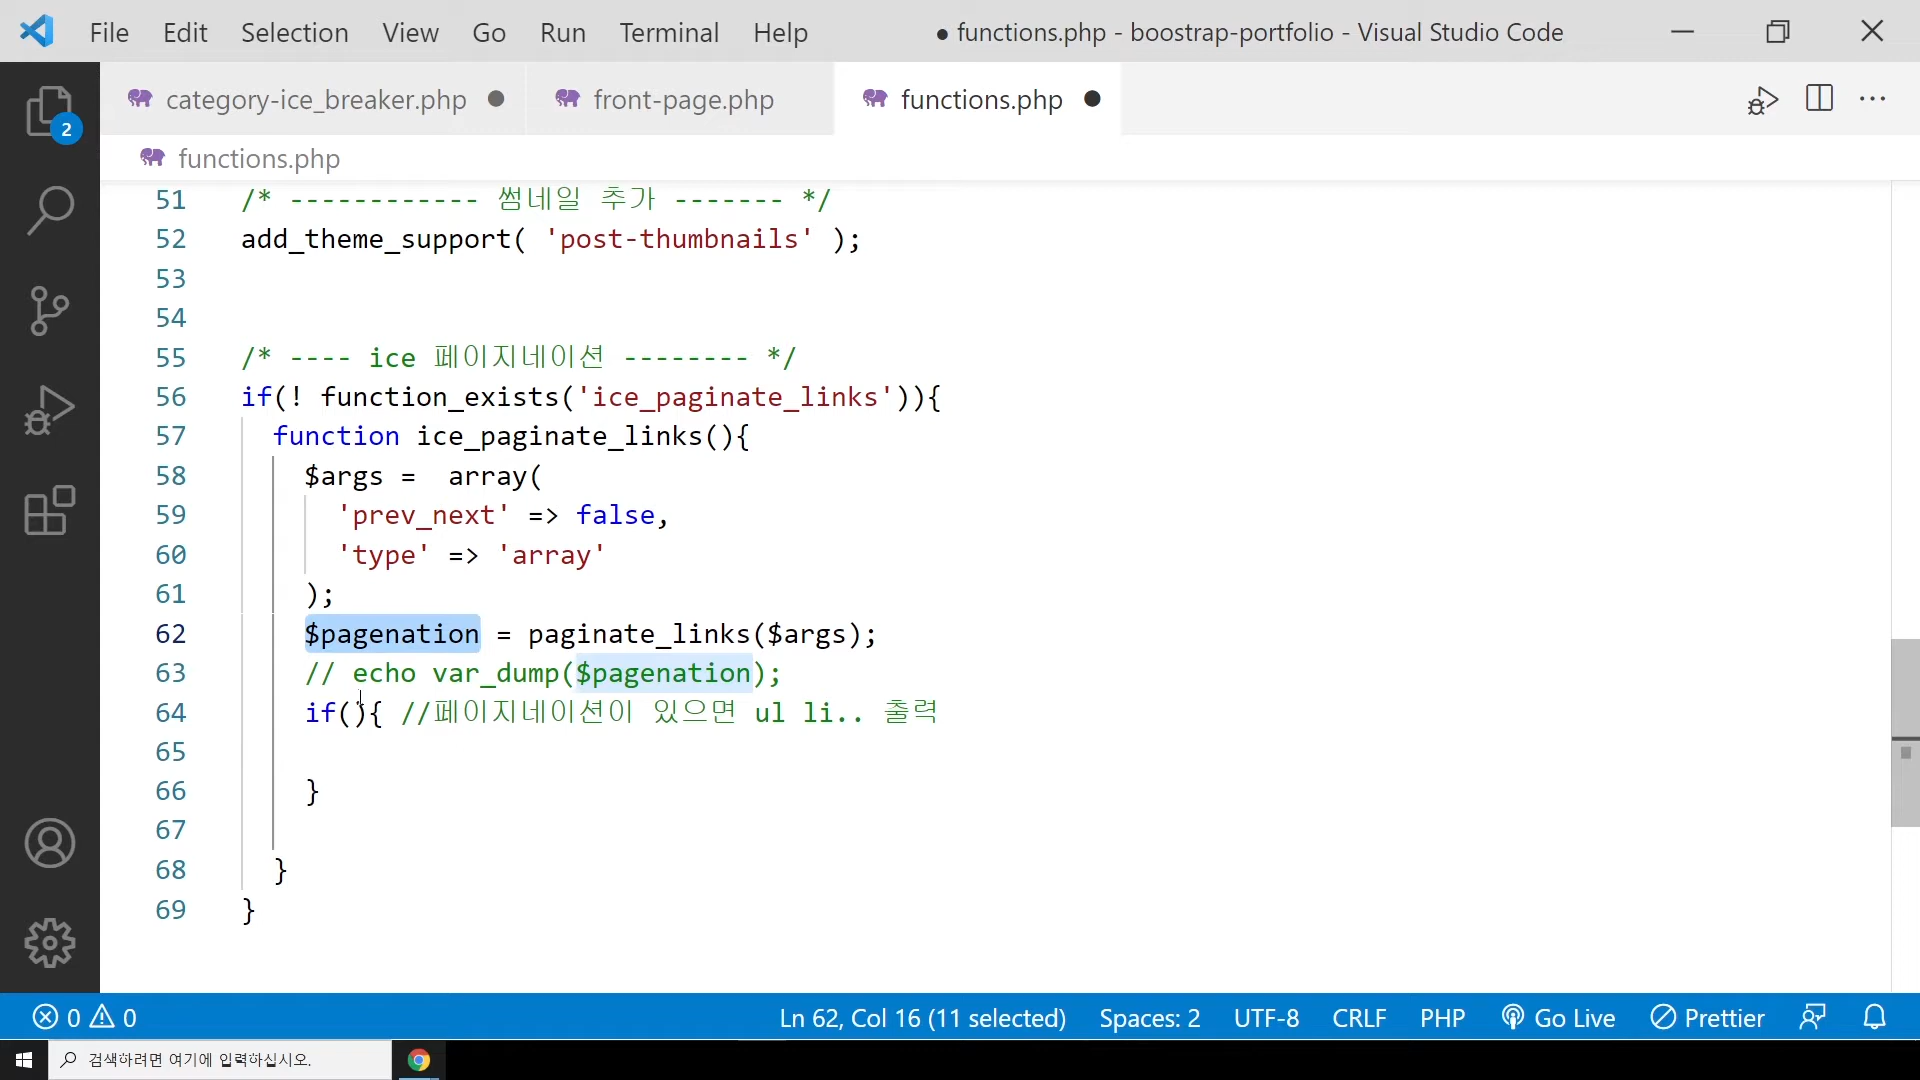 File Edit Selection View Go Run Terminal Help ● functions.php - boostrap-portfolio - Visual Studio Code
category-ice_breaker.php front-page.php functions.php
functions.php
2
51 /* ------------ 썸네일 추가 ------- */
52 add_theme_support( 'post-thumbnails' );
53
54
55 /* ---- ice 페이지네이션 -------- */
56 if(! function_exists('ice_paginate_links')){
57 function ice_paginate_links(){
58 $args =  array(
59 'prev_next' => false,
60 'type' => 'array'
61 );
62 $pagenation = paginate_links($args);
63 // echo var_dump($pagenation);
64 if(){ //페이지네이션이 있으면 ul li.. 출력
65
66 }
67
68 }
69 }
0 0 Ln 62, Col 16 (11 selected) Spaces: 2 UTF-8 CRLF PHP Go Live Prettier
검색하려면 여기에 입력하십시오.